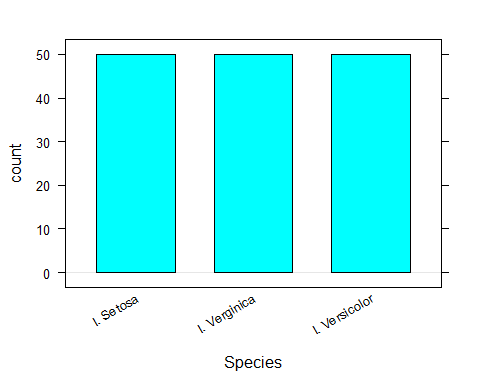 50
40
30
20
10
0
count
I. Setosa
I. Verginica
I. Versicolor
Species